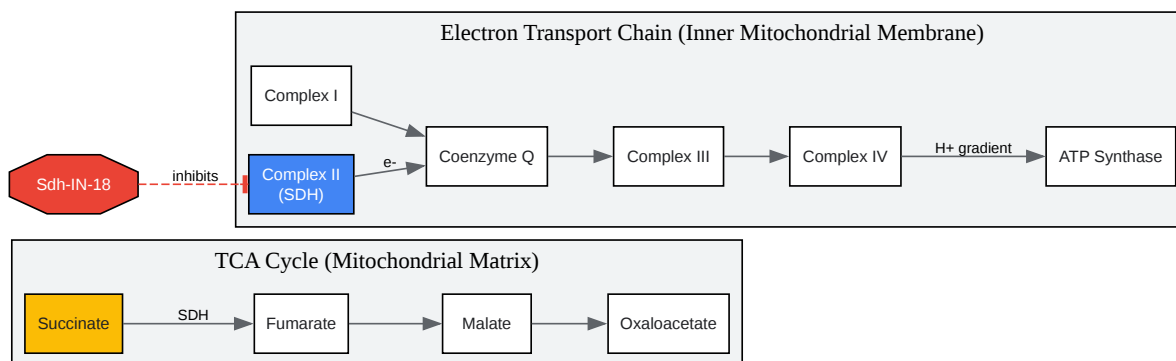 Electron Transport Chain (Inner Mitochondrial Membrane)
Complex I
Coenzyme Q
Complex III
Complex IV
H+ gradient
ATP Synthase
e-
Sdh-IN-18
inhibits
Complex II
(SDH)
TCA Cycle (Mitochondrial Matrix)
Succinate
SDH
Fumarate
Malate
Oxaloacetate